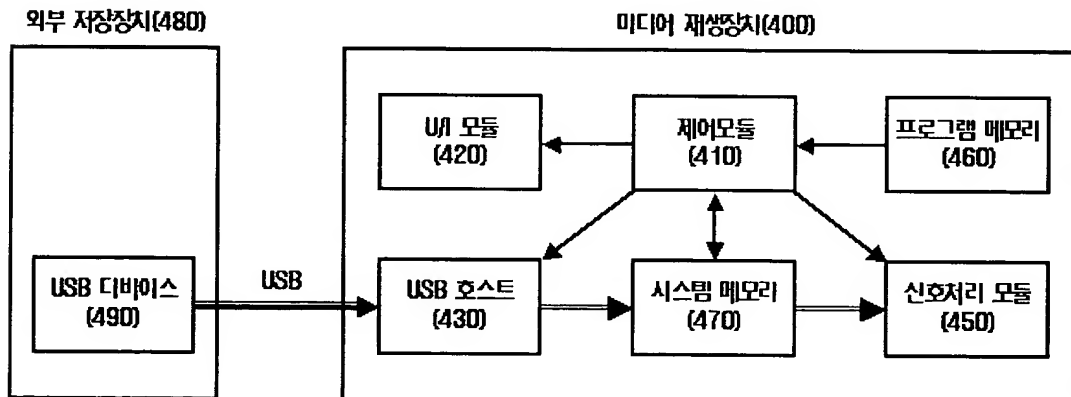 외부 저장장치(480)
미디어 재생장치(400)
U/I 모듈
(420)
제어모듈
(410)
프로그램 메모리
(460)
USB 디바이스
(490)
USB
USB 호스트
(430)
시스템 메모리
(470)
신호처리 모듈
(450)